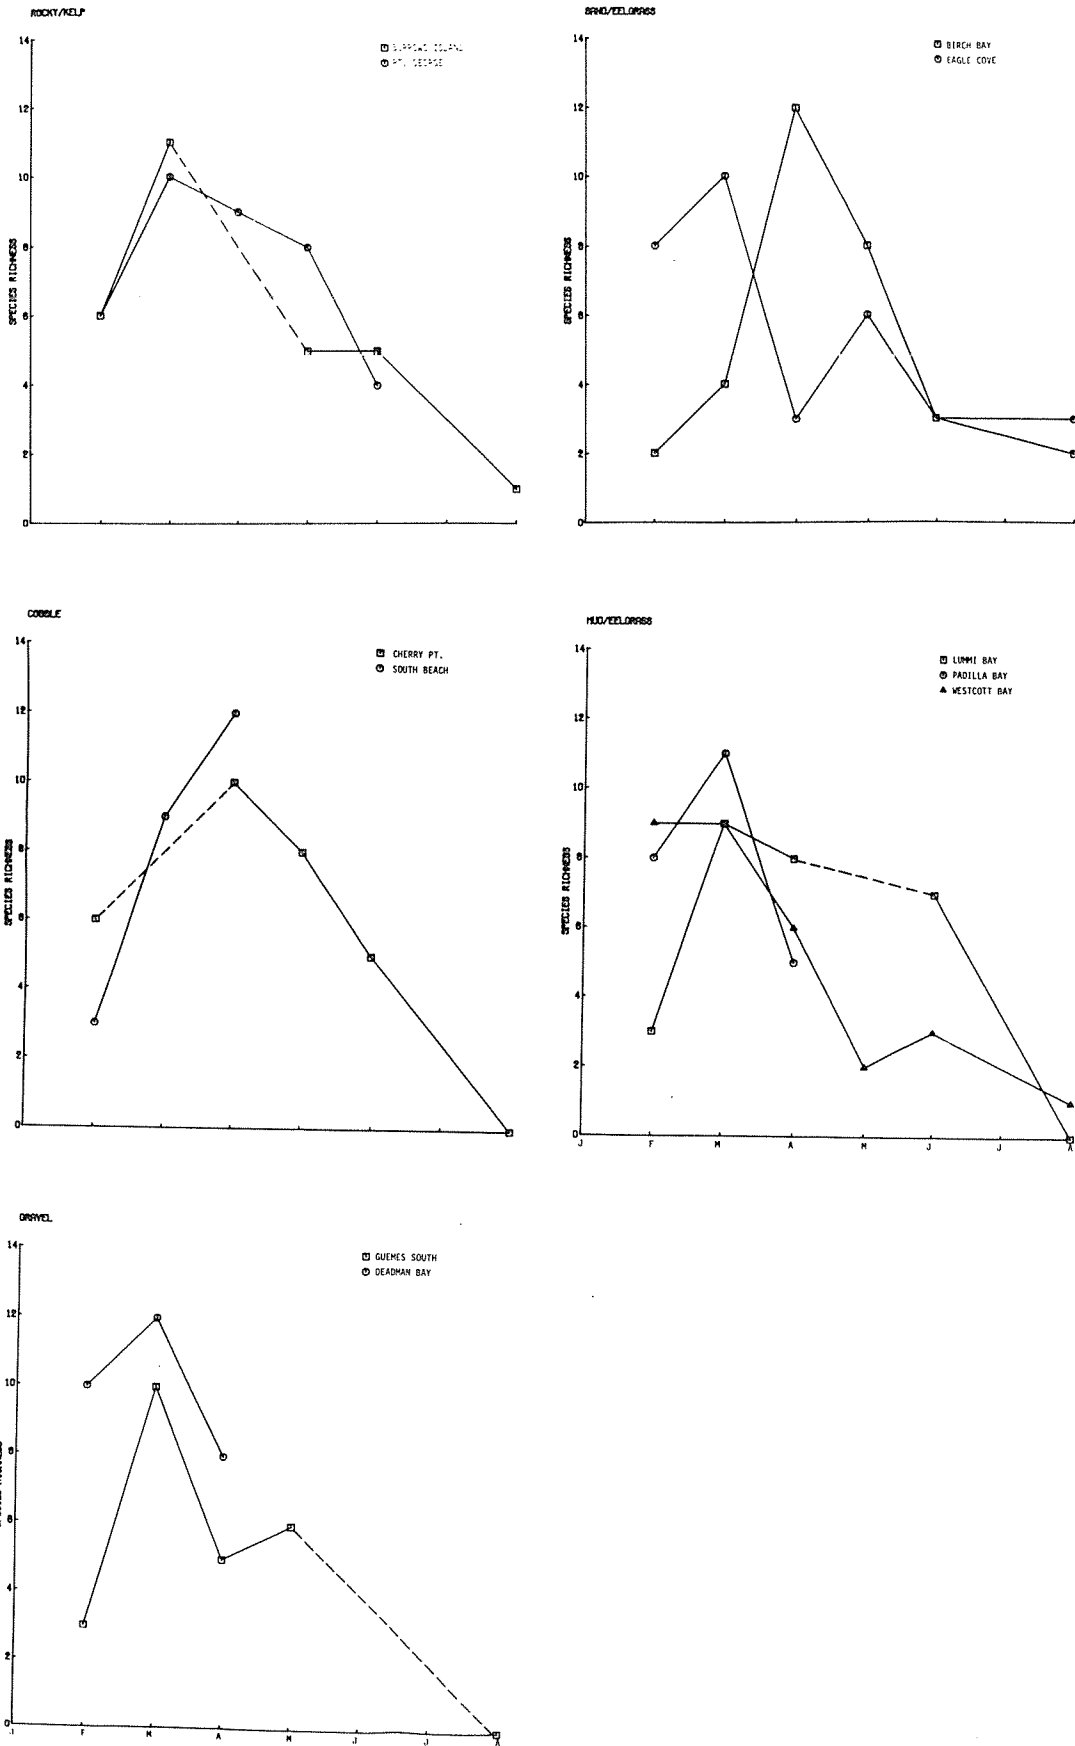 ROCKY/KELP
14
12
10
8
6
4
2
0
SPECIES RICHNESS
BURROWS ISLAND
PT. GEORGE
SAND/EELGRASS
14
12
10
8
6
4
2
0
SPECIES RICHNESS
BIRCH BAY
EAGLE COVE
COBBLE
14
12
10
8
6
4
2
0
SPECIES RICHNESS
CHERRY PT.
SOUTH BEACH
MUD/EELGRASS
14
12
10
8
6
4
2
0
SPECIES RICHNESS
LUMMI BAY
PADILLA BAY
WESTCOTT BAY
J F M A M J J A
GRAVEL
14
12
10
8
6
4
2
0
SPECIES RICHNESS
GUEMES SOUTH
DEADMAN BAY
J F M A M J J A